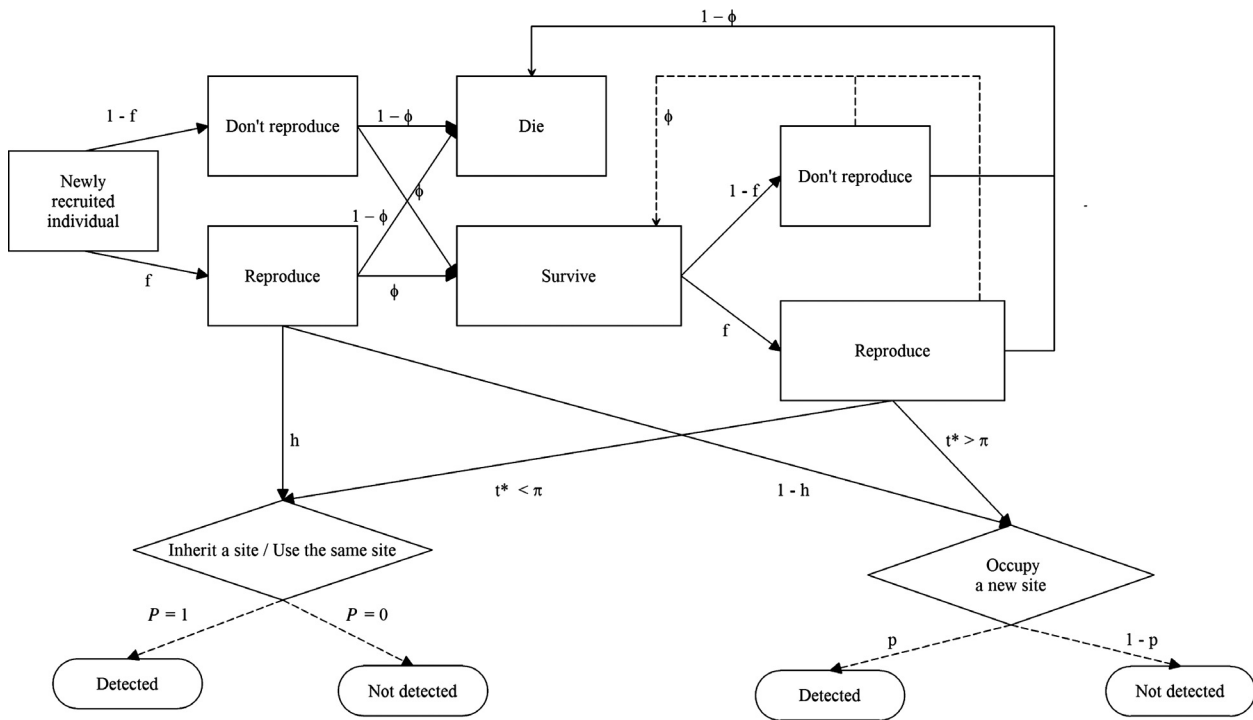 1 – ϕ
1 - f
Don't reproduce
1 – ϕ
Die
ϕ
Don't reproduce
Newly
recruited
individual
1 - f
ϕ
1 – ϕ
f
Reproduce
ϕ
Survive
f
Reproduce
h
t* > π
t* < π
1 - h
Inherit a site / Use the same site
Occupy
a new site
P = 1
P = 0
p
1 - p
Detected
Not detected
Detected
Not detected